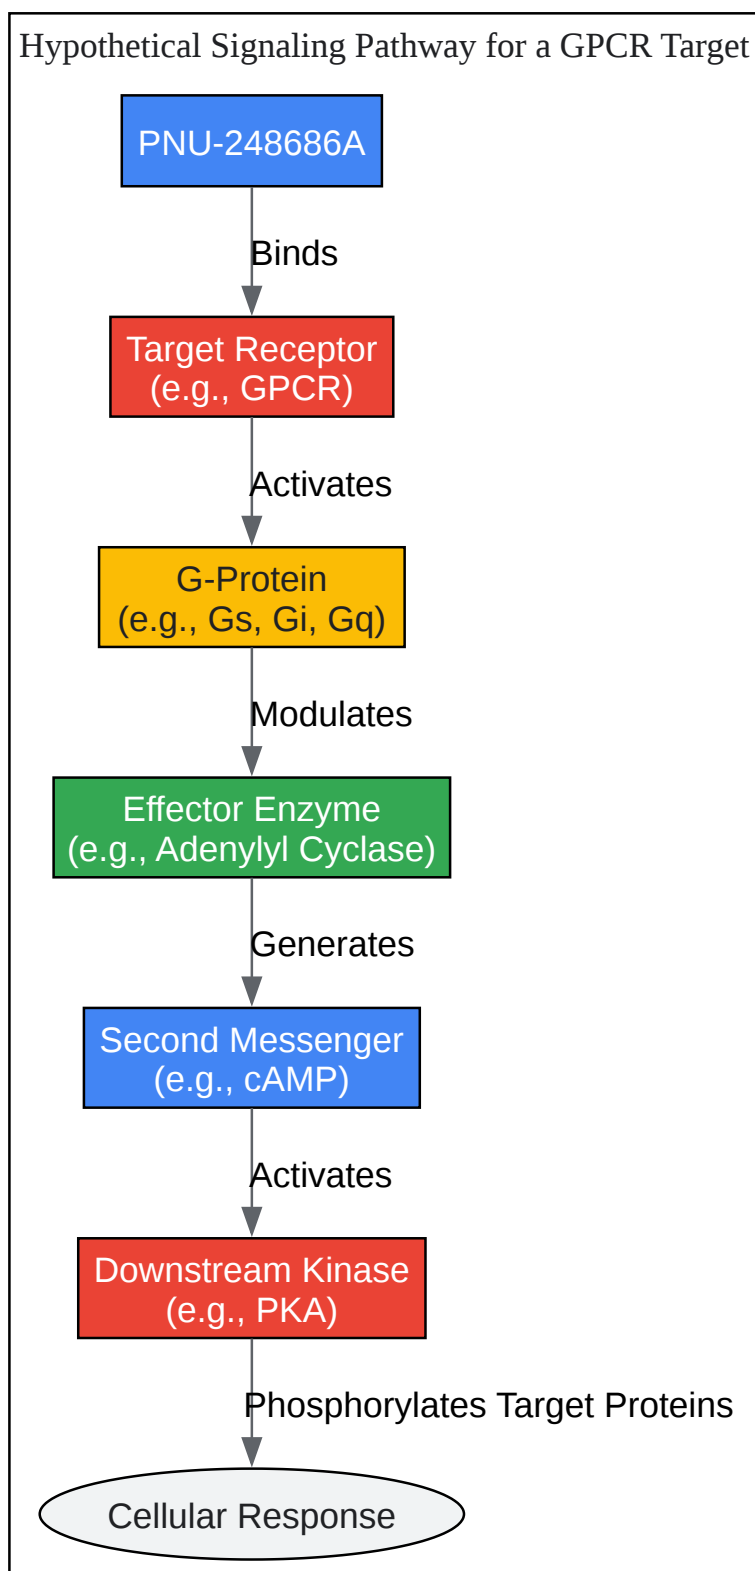 Hypothetical Signaling Pathway for a GPCR Target
PNU-248686A
Binds
Target Receptor
(e.g., GPCR)
Activates
G-Protein
(e.g., Gs, Gi, Gq)
Modulates
Effector Enzyme
(e.g., Adenylyl Cyclase)
Generates
Second Messenger
(e.g., cAMP)
Activates
Downstream Kinase
(e.g., PKA)
Phosphorylates Target Proteins
Cellular Response